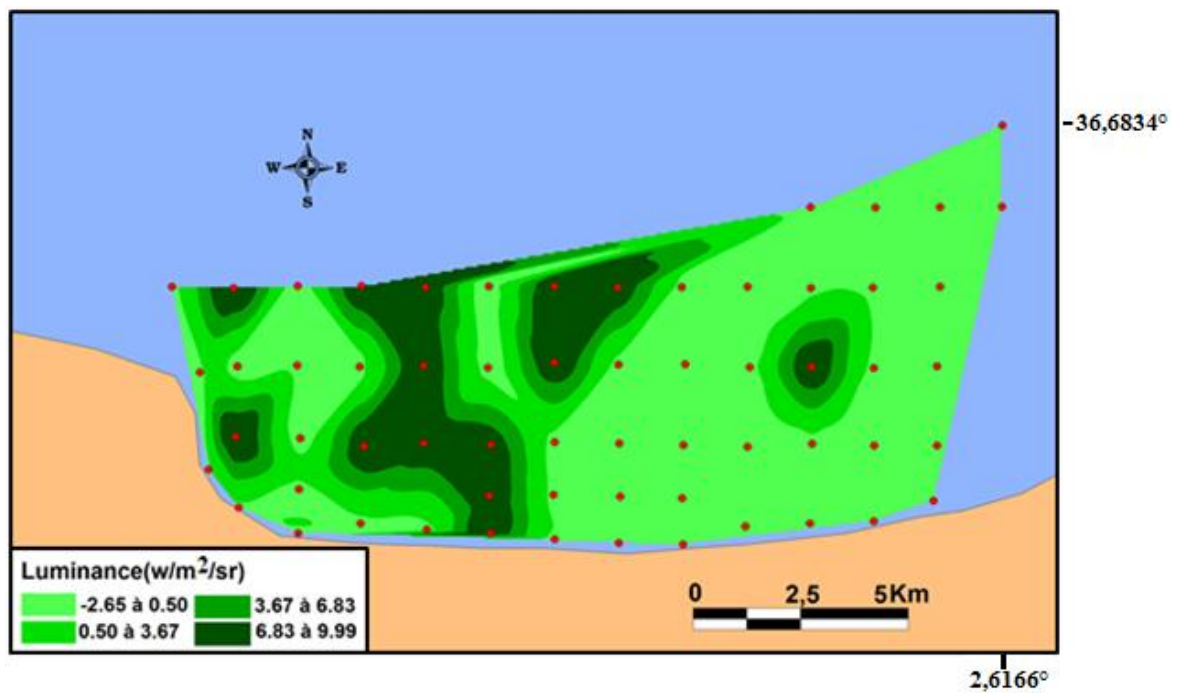 -36,6834°
N
W E
S
Luminance(w/m2/sr)
-2.65 à 0.50 3.67 à 6.83
0.50 à 3.67 6.83 à 9.99
0 2,5 5Km
2,6166°